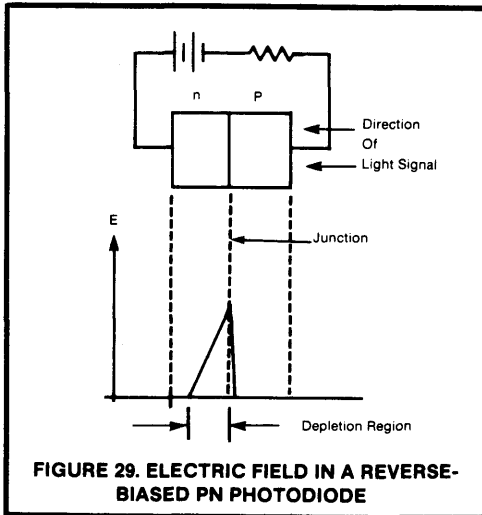 n P
Direction
Of
Light Signal
E
Junction
Depletion Region
FIGURE 29. ELECTRIC FIELD IN A REVERSE-
BIASED PN PHOTODIODE